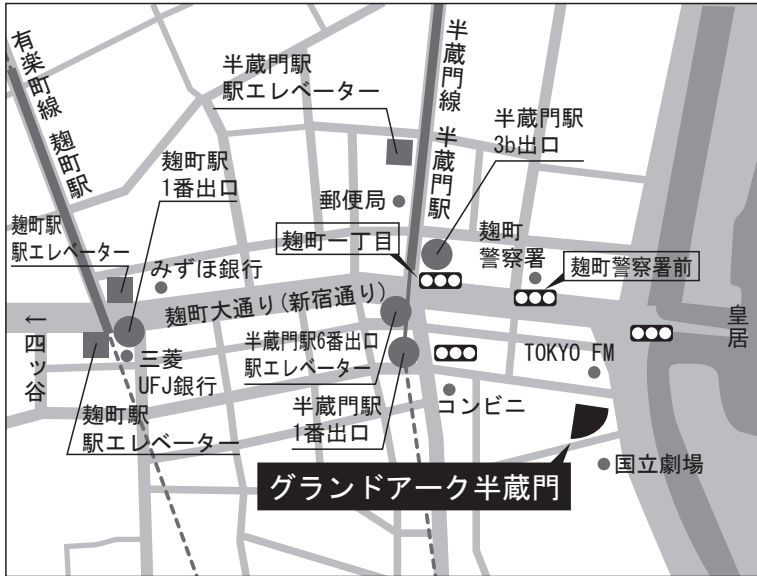 有楽町線 麹町駅
半蔵門駅
駅エレベーター
半蔵門線 半蔵門駅
半蔵門駅
3b出口
麹町駅
1番出口
郵便局
麹町駅
駅エレベーター
みずほ銀行
麹町一丁目
麹町
警察署
麹町警察署前
麹町大通り(新宿通り)
←四ッ谷
皇居
三菱
UFJ銀行
半蔵門駅6番出口
駅エレベーター
TOKYO FM
麹町駅
駅エレベーター
半蔵門駅
1番出口
コンビニ
グランドアーク半蔵門
国立劇場